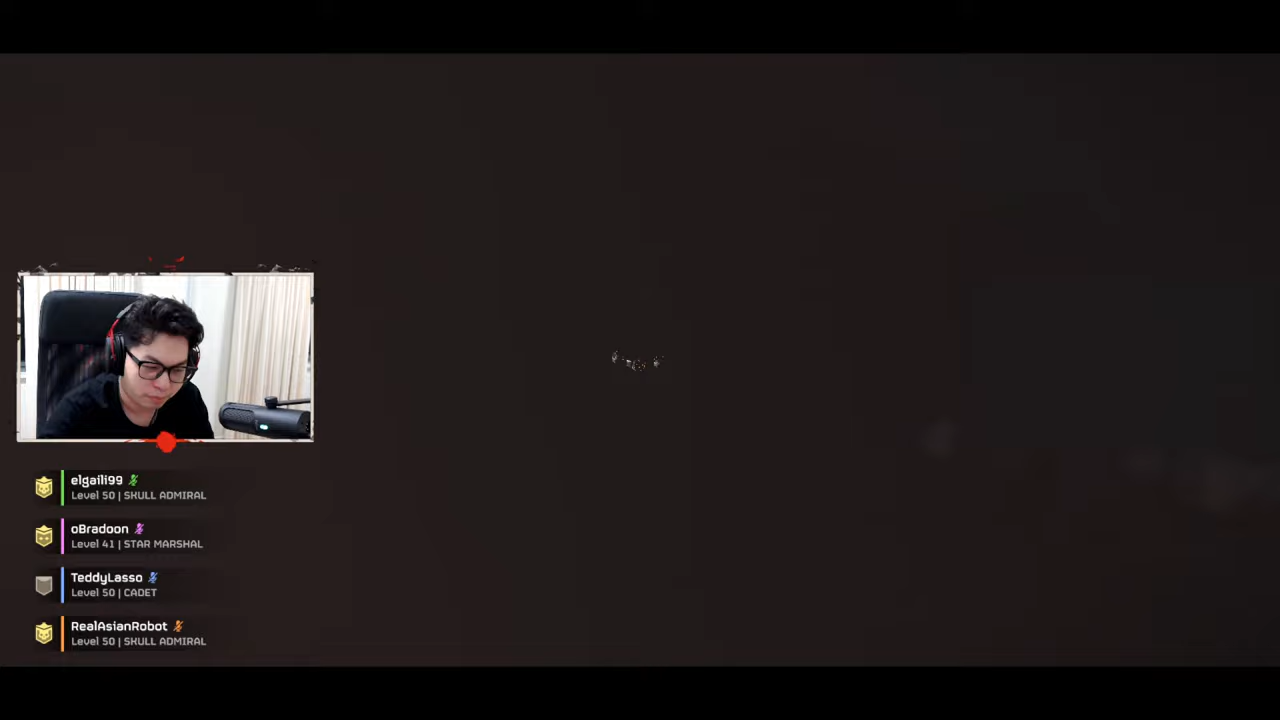 elgaili99
Level 50 | SKULL ADMIRAL
oBradoon
Level 41 | STAR MARSHAL
TeddyLasso
Level 50 | CADET
RealAsianRobot
Level 50 | SKULL ADMIRAL